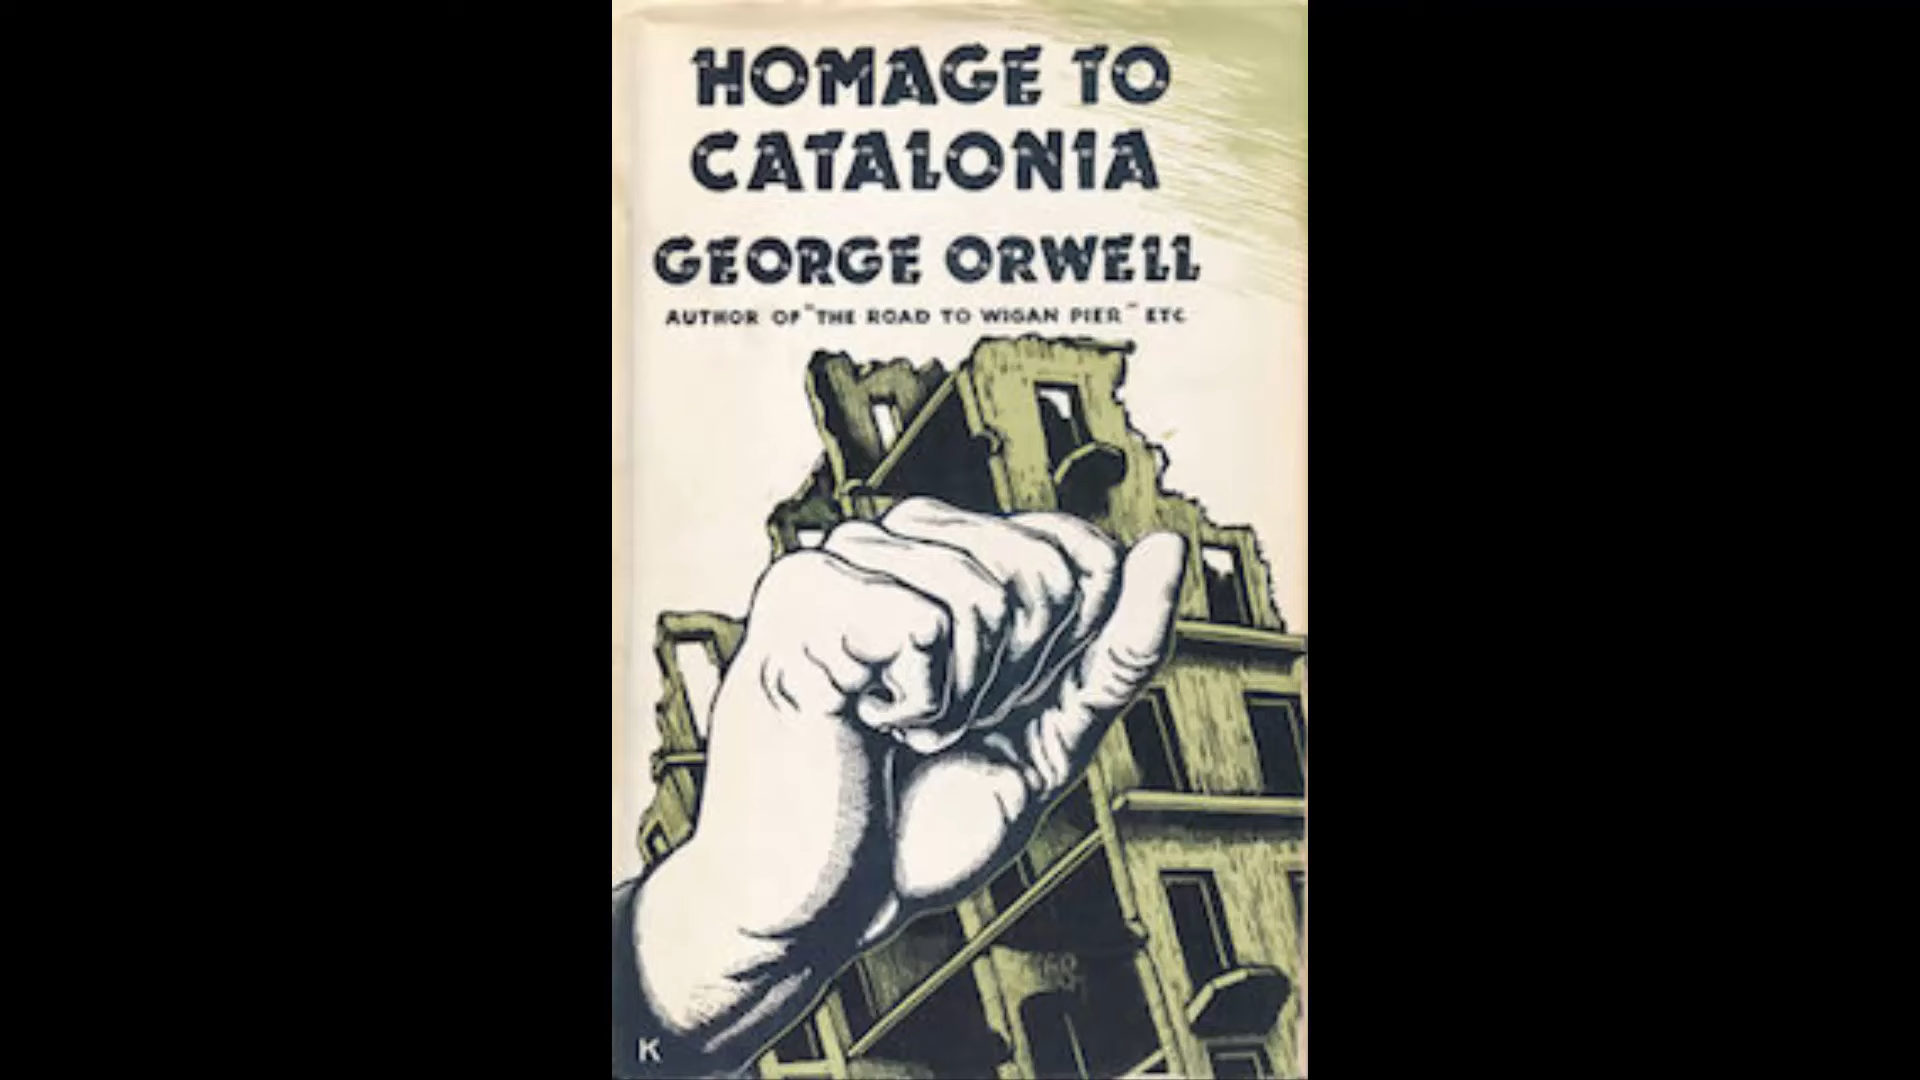 HOMAGE TO
CATALONIA
GEORGE ORWELL
AUTHOR OF "THE ROAD TO WIGAN PIER" ETC
K